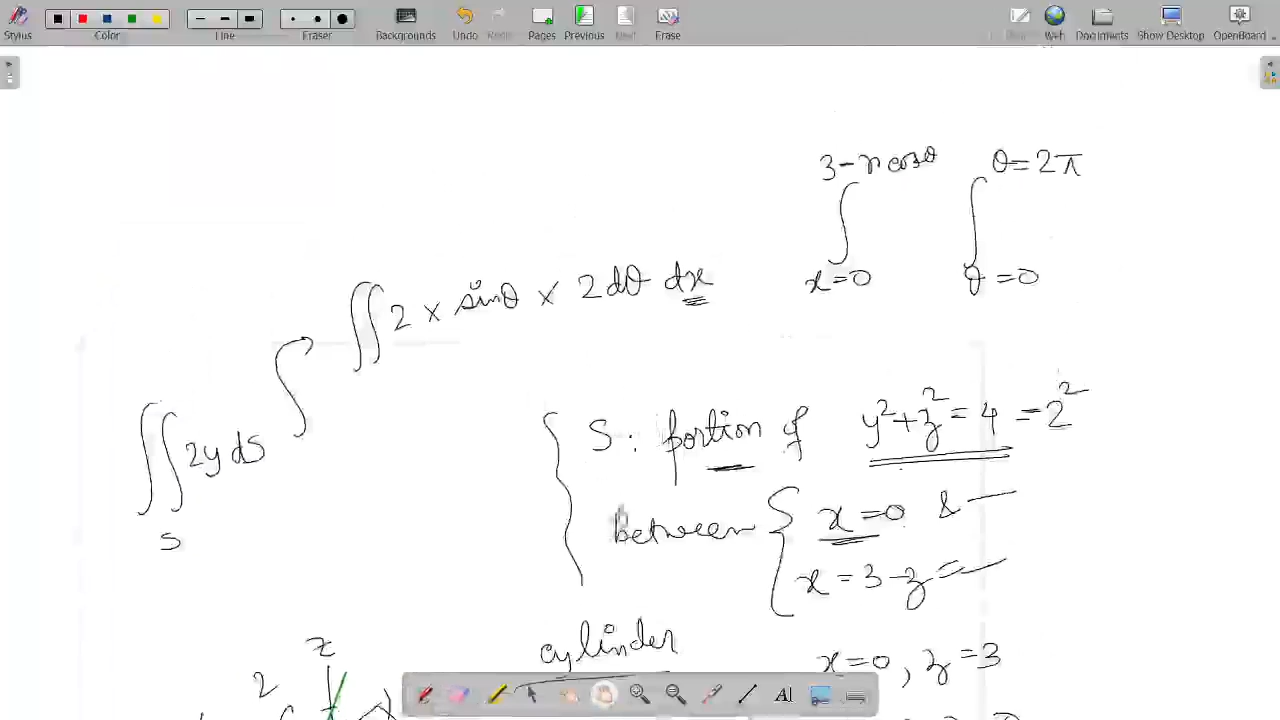 Stylus Color Line Eraser Backgrounds Undo Pages Previous Erase Web Documents Show Desktop OpenBoard
3-r cosθ θ=2π
∫ ∫
x=0 θ=0
∬ 2 × sinθ × 2dθ dx
∫
∬ 2y dS
S
S: portion of y²+z²=4 =2²
between { x=0 &
x=3-z
cylinder
x=0, z=3
z
2